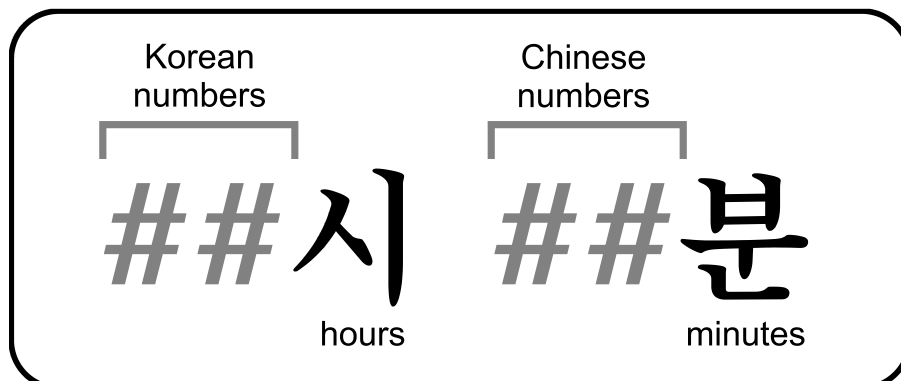 Korean
numbers
Chinese
numbers
##시 ##분
hours
minutes